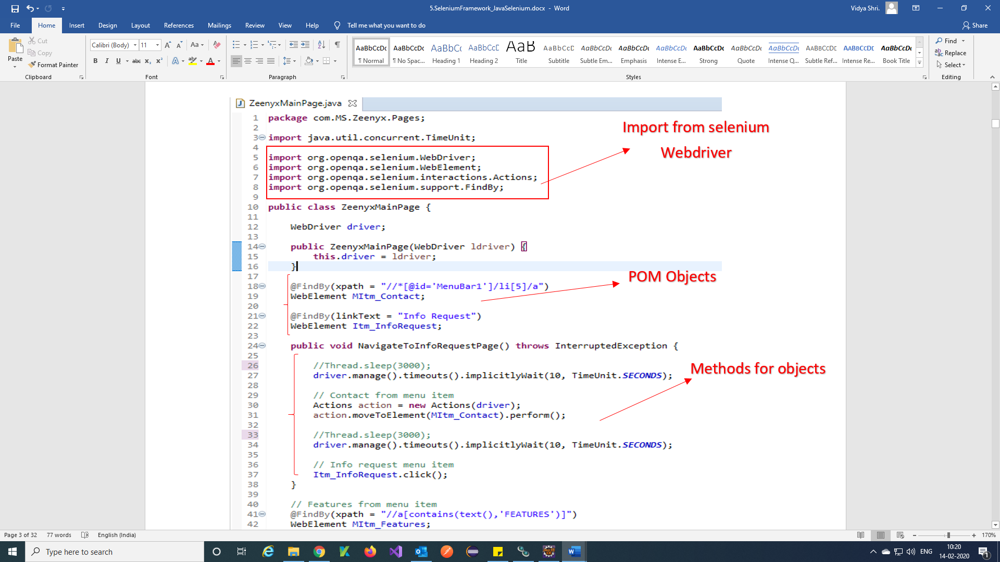 5.SeleniumFramework_JavaSelenium.docx - Word
Vidya Shri.
File Home Insert Design Layout References Mailings Review View Help Tell me what you want to do Share
Paste
Cut
Copy
Format Painter
Clipboard
Calibri (Body) 11
Font
Paragraph
AaBbCcDc AaBbCcDc AaBbCc AaBbCcD AaB AaBbCcD AaBbCcDc AaBbCcDc AaBbCcDc AaBbCcDc AaBbCcDc AaBbCcDc AaBbCcDd AaBbCcDc AaBbCcDc
¶ Normal ¶ No Spac... Heading 1 Heading 2 Title Subtitle Subtle Em... Emphasis Intense E... Strong Quote Intense Q... Subtle Ref... Intense Re... Book Title
Styles
Find
Replace
Select
Editing
ZeenyxMainPage.java
1 package com.MS.Zeenyx.Pages;
2
3 import java.util.concurrent.TimeUnit;
4
5 import org.openqa.selenium.WebDriver;
6 import org.openqa.selenium.WebElement;
7 import org.openqa.selenium.interactions.Actions;
8 import org.openqa.selenium.support.FindBy;
9
Import from selenium
Webdriver
10 public class ZeenyxMainPage {
11
12 WebDriver driver;
13
14 public ZeenyxMainPage(WebDriver ldriver) {
15 this.driver = ldriver;
16 }
17
POM Objects
18 @FindBy(xpath = "//*[@id='MenuBar1']/li[5]/a")
19 WebElement MItm_Contact;
20
21 @FindBy(linkText = "Info Request")
22 WebElement Itm_InfoRequest;
23
24 public void NavigateToInfoRequestPage() throws InterruptedException {
25
26 //Thread.sleep(3000);
27 driver.manage().timeouts().implicitlyWait(10, TimeUnit.SECONDS);
Methods for objects
28
29 // Contact from menu item
30 Actions action = new Actions(driver);
31 action.moveToElement(MItm_Contact).perform();
32
33 //Thread.sleep(3000);
34 driver.manage().timeouts().implicitlyWait(10, TimeUnit.SECONDS);
35
36 // Info request menu item
37 Itm_InfoRequest.click();
38 }
39
40 // Features from menu item
41 @FindBy(xpath = "//a[contains(text(),'FEATURES')]")
42 WebElement MItm_Features;
Page 3 of 32 77 words English (India) 170%
Type here to search
ENG
10:20
14-02-2020